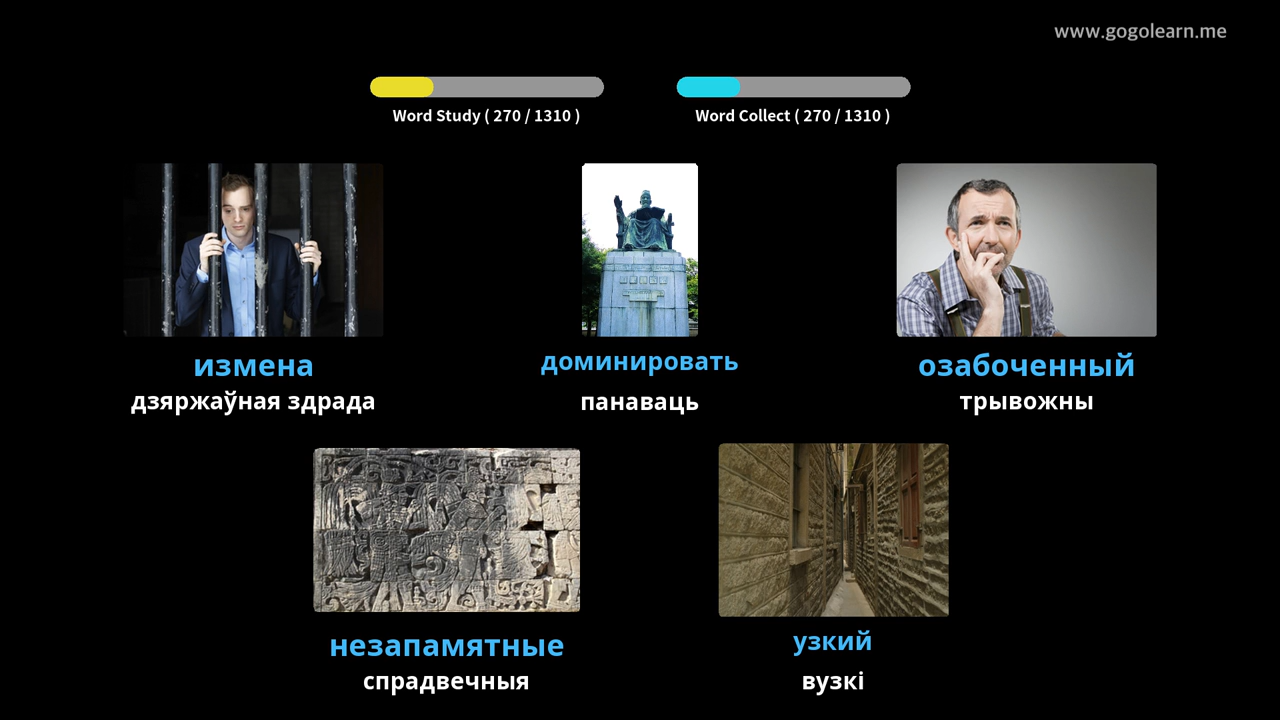 www.gogolearn.me
Word Study ( 270 / 1310 )
Word Collect ( 270 / 1310 )
измена
дзяржаўная здрада
доминировать
панаваць
озабоченный
трывожны
незапамятные
спрадвечныя
узкий
вузкі